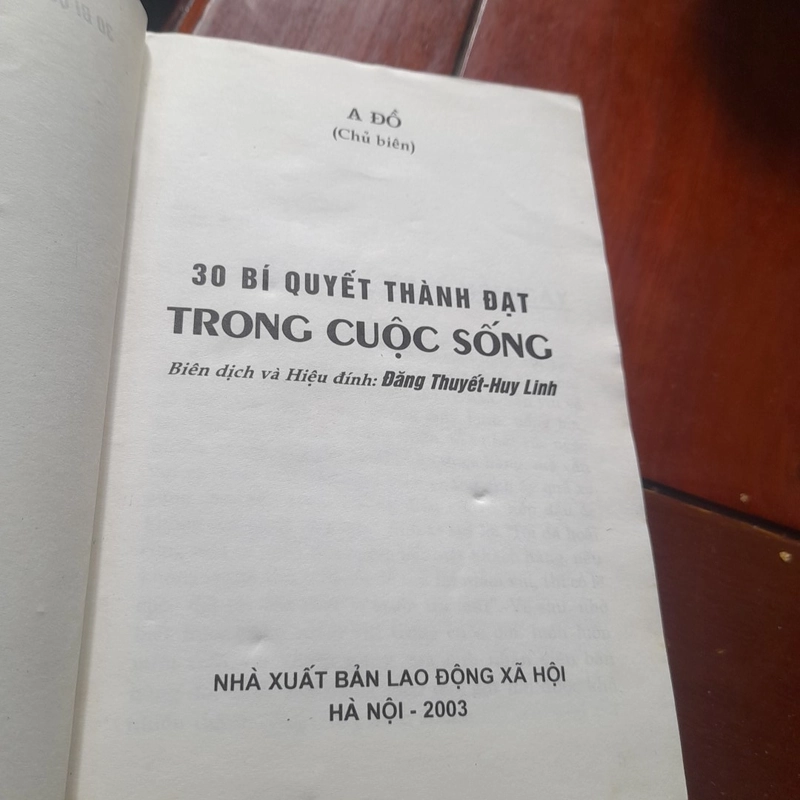 A ĐỒ
(Chủ biên)
30 BÍ QUYẾT THÀNH ĐẠT
TRONG CUỘC SỐNG
Biên dịch và Hiệu đính: Đăng Thuyết-Huy Linh
NHÀ XUẤT BẢN LAO ĐỘNG XÃ HỘI
HÀ NỘI - 2003